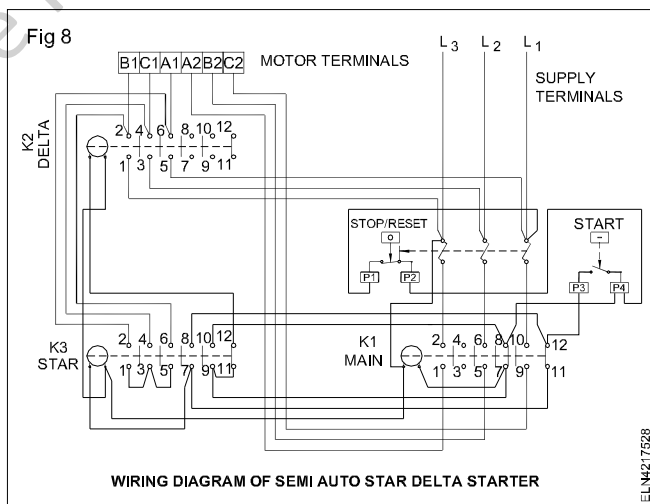 Fig 8
B1 C1 A1 A2 B2 C2 MOTOR TERMINALS
L3 L2 L1
SUPPLY
TERMINALS
K2
DELTA
2 4 6 8 10 12
1 3 5 7 9 11
STOP/RESET
O
P1 P2
START
P3 P4
K3
STAR
2 4 6 8 10 12
1 3 5 7 9 11
K1
MAIN
2 4 6 8 10 12
1 3 5 7 9 11
WIRING DIAGRAM OF SEMI AUTO STAR DELTA STARTER
ELN4217528